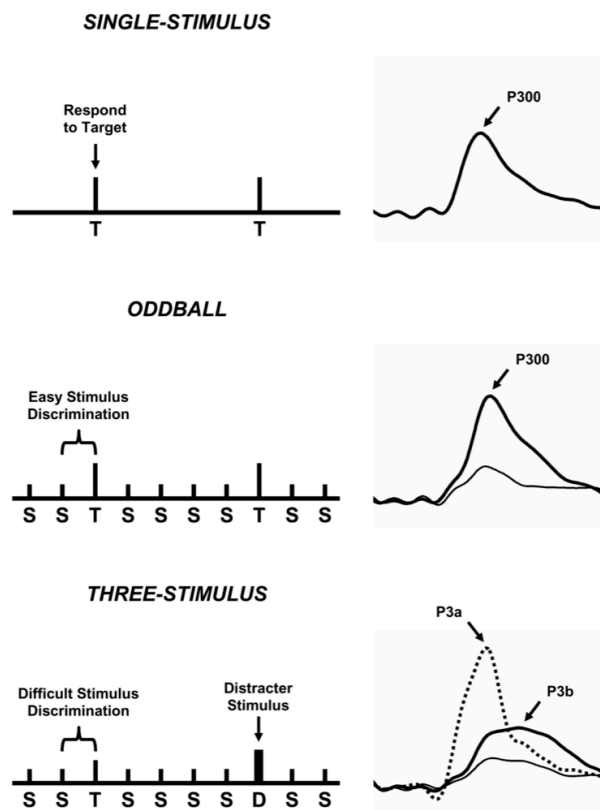 SINGLE-STIMULUS
Respond
to Target
P300
T T
ODDBALL
P300
Easy Stimulus
Discrimination
S S T S S S S T S S
THREE-STIMULUS
P3a
Difficult Stimulus
Discrimination
Distracter
Stimulus
P3b
S S T S S S S D S S